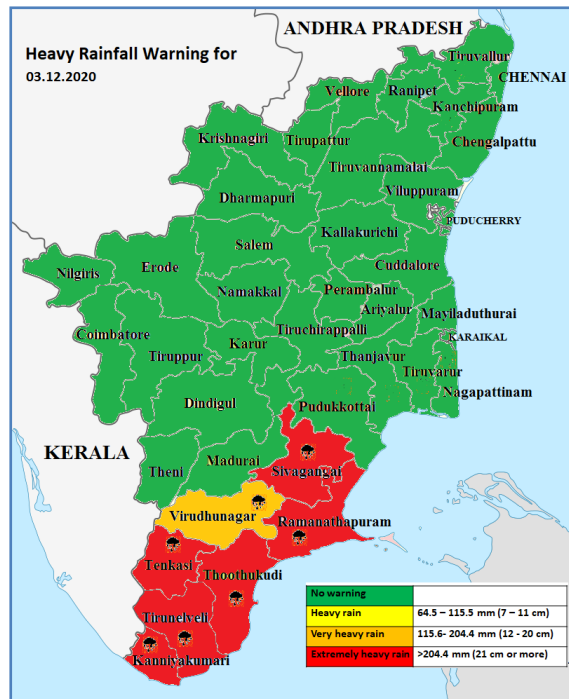 ANDHRA PRADESH
Heavy Rainfall Warning for
03.12.2020
Tiruvallur
CHENNAI
Vellore
Ranipet
Kanchipuram
Krishnagiri
Tirupattur
Chengalpattu
Tiruvannamalai
Viluppuram
Dharmapuri
PUDUCHERRY
Kallakurichi
Salem
Cuddalore
Nilgiris
Erode
Namakkal
Perambalur
Ariyalur
Mayiladuthurai
Coimbatore
Tiruchirappalli
KARAIKAL
Karur
Tiruppur
Thanjavur
Tiruvarur
Nagapattinam
Dindigul
Pudukkottai
KERALA
Madurai
Theni
Sivagangai
Virudhunagar
Ramanathapuram
Tenkasi
Thoothukudi
Tirunelveli
Kanniyakumari
No warning
Heavy rain 64.5 – 115.5 mm (7 – 11 cm)
Very heavy rain 115.6- 204.4 mm (12 - 20 cm)
Extremely heavy rain >204.4 mm (21 cm or more)